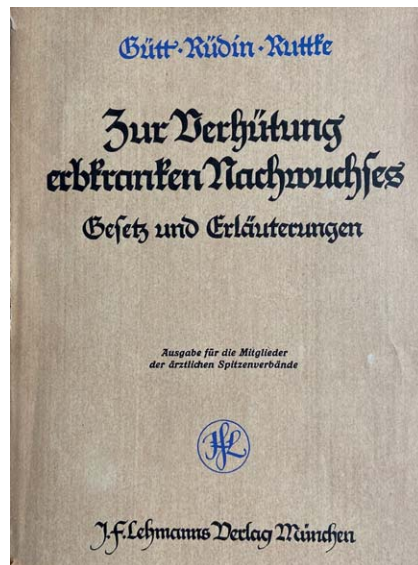 Gütt · Rüdin · Ruttke
Zur Verhütung
erbkranken Nachwuchses
Gesetz und Erläuterungen
Ausgabe für die Mitglieder
der ärztlichen Spitzenverbände
JFL
J. F. Lehmanns Verlag München